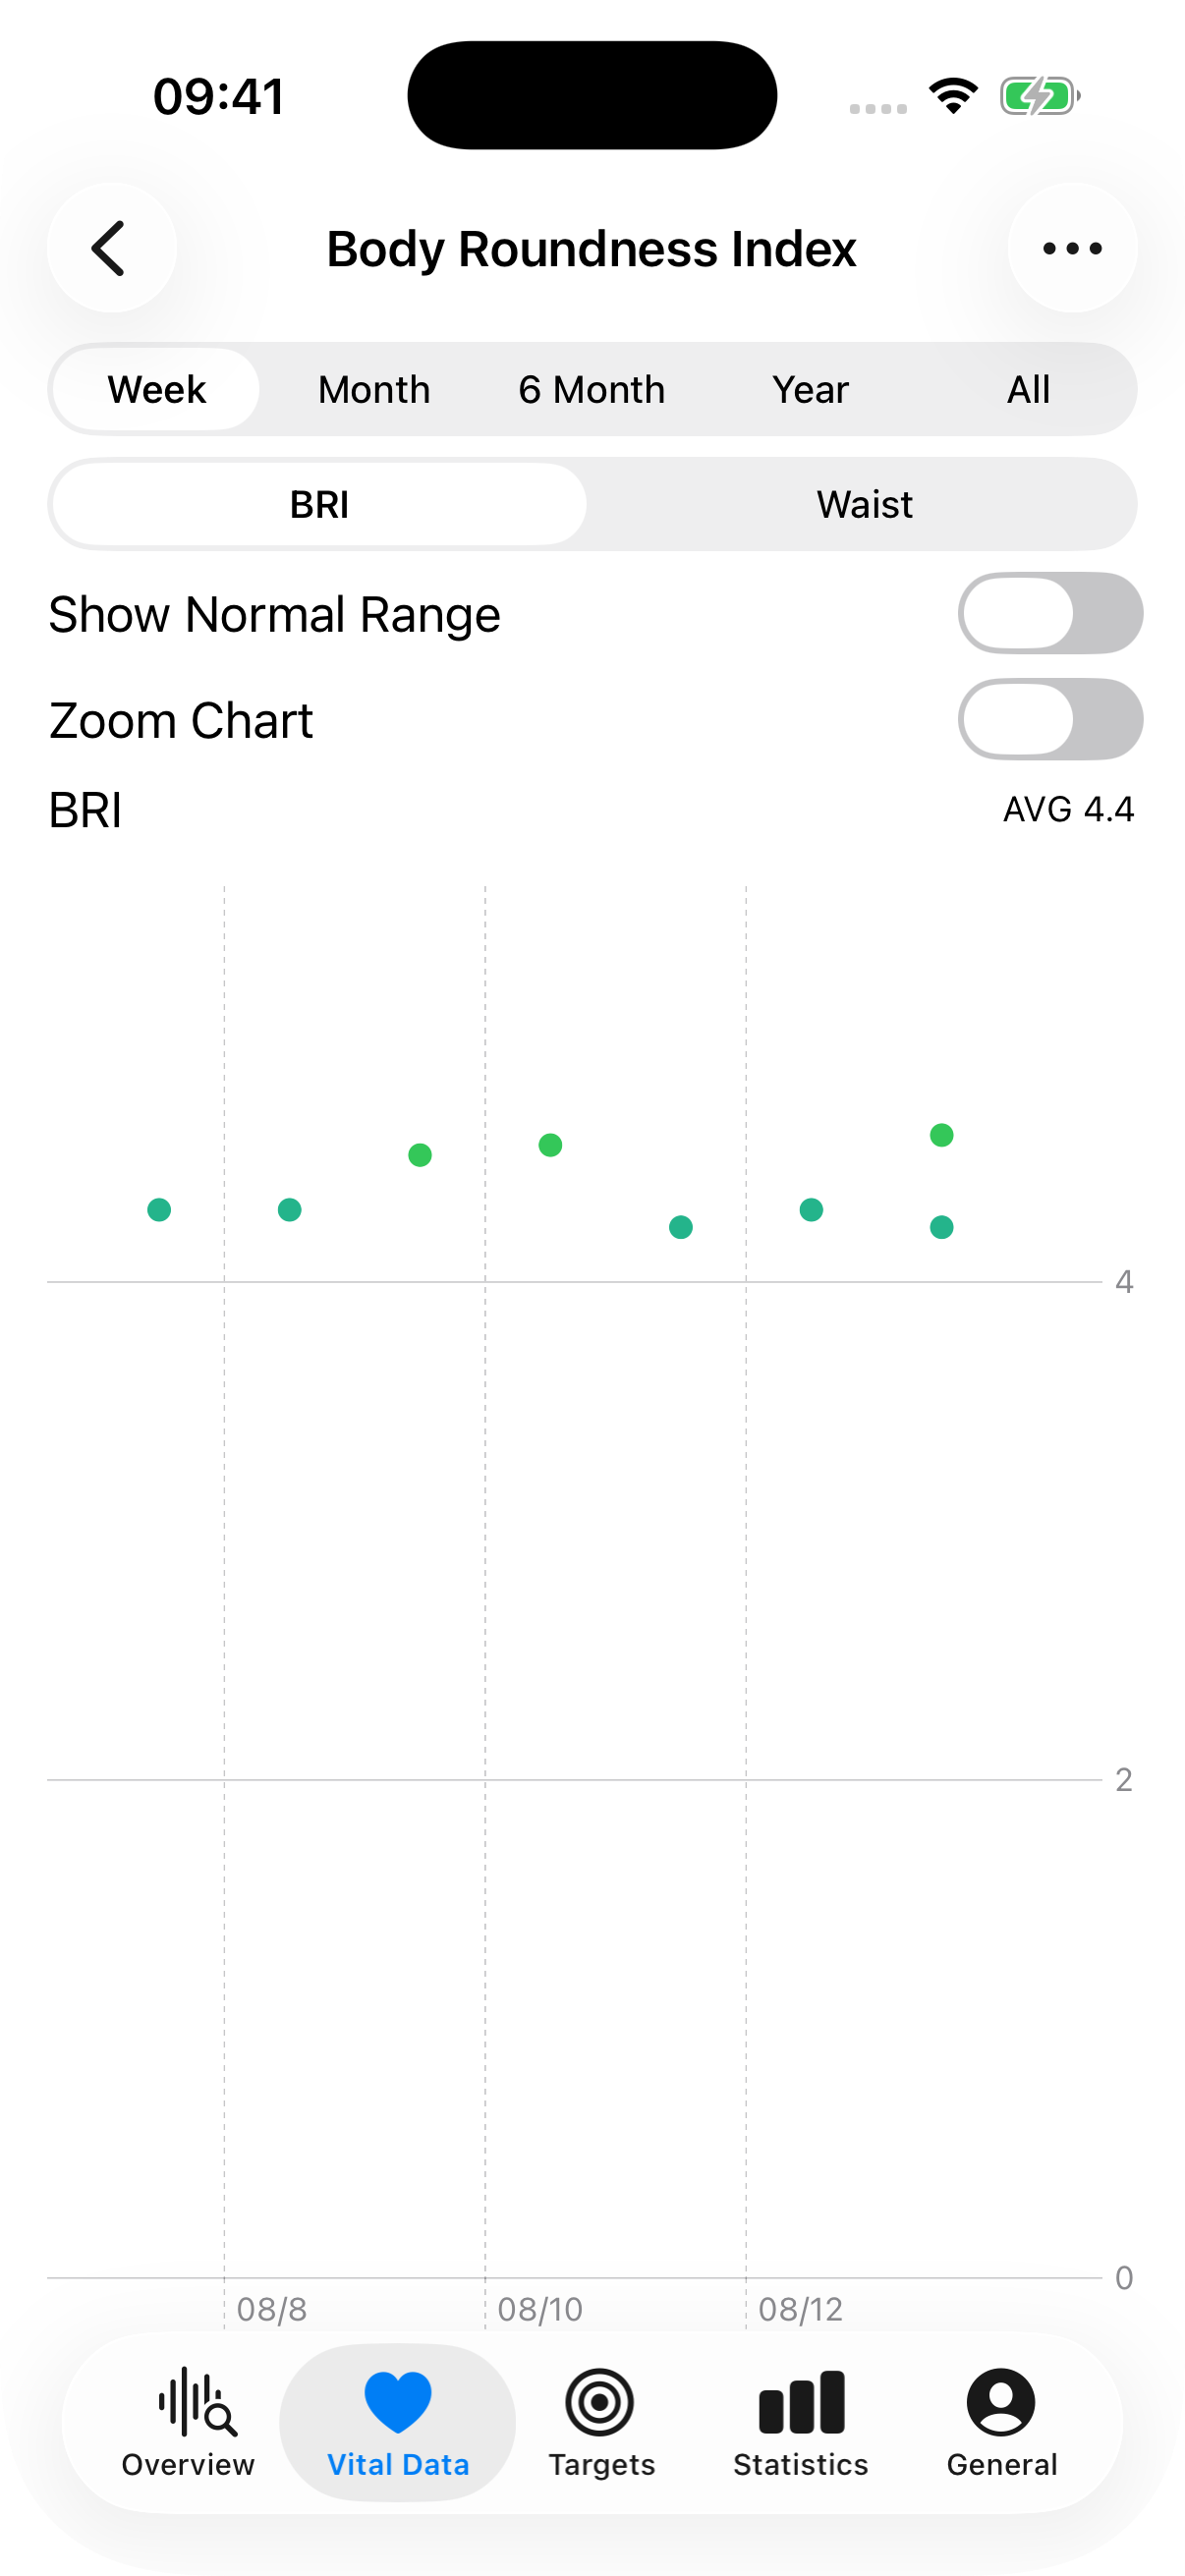 09:41
Body Roundness Index
Week Month 6 Month Year All
BRI Waist
Show Normal Range
Zoom Chart
BRI AVG 4.4
4
2
0
08/8 08/10 08/12
Overview Vital Data Targets Statistics General